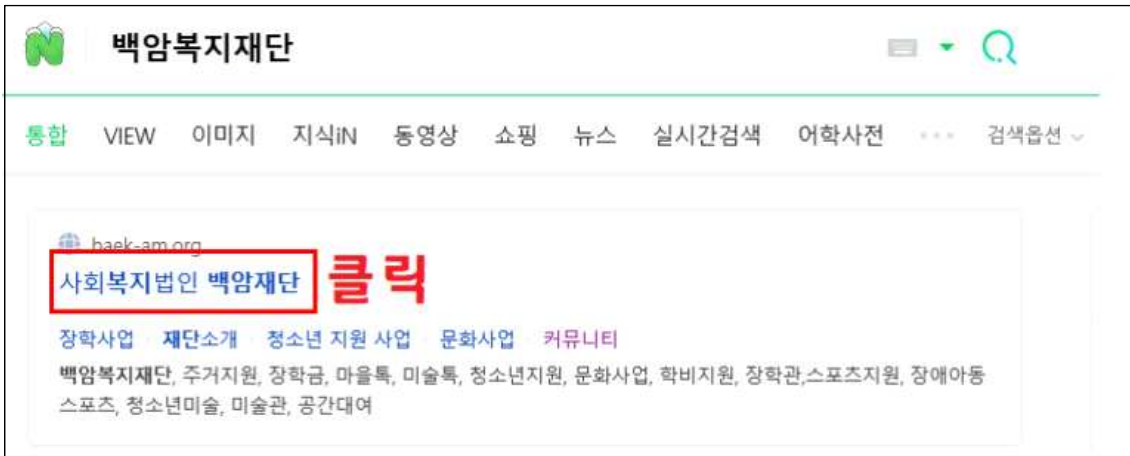 N 백암복지재단
통합 VIEW 이미지 지식iN 동영상 쇼핑 뉴스 실시간검색 어학사전 ··· 검색옵션
baek-am.org
사회복지법인 백암재단 클릭
장학사업 · 재단소개 · 청소년 지원 사업 · 문화사업 · 커뮤니티
백암복지재단, 주거지원, 장학금, 마을톡, 미술톡, 청소년지원, 문화사업, 학비지원, 장학관,스포츠지원, 장애아동
스포츠, 청소년미술, 미술관, 공간대여